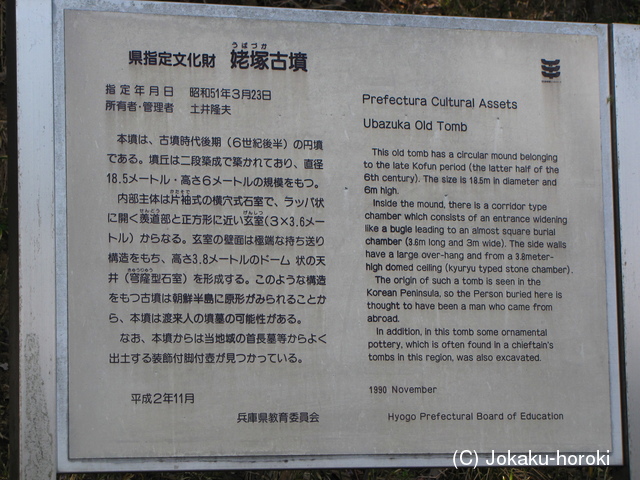 県指定文化財 姥塚古墳
うばづか
指定年月日 昭和51年3月23日
所有者・管理者 土井隆夫
本墳は、古墳時代後期（6世紀後半）の円墳
である。墳丘は二段築成で築かれており、直径
18.5メートル・高さ6メートルの規模をもつ。
かたそで
内部主体は片袖式の横穴式石室で、ラッパ状
せんどう げんしつ
に開く羨道部と正方形に近い玄室（3×3.6メー
トル）からなる。玄室の壁面は極端な持ち送り
構造をもち、高さ3.8メートルのドーム状の天
きゅうりゅう
井（穹窿型石室）を形成する。このような構造
をもつ古墳は朝鮮半島に原形がみられることか
ら、本墳は渡来人の墳墓の可能性がある。
なお、本墳からは当地域の首長墓等からよく
出土する装飾付脚付壺が見つかっている。
平成2年11月
兵庫県教育委員会
Prefectura Cultural Assets
Ubazuka Old Tomb
This old tomb has a circular mound belonging
to the late Kofun period (the latter half of the
6th century). The size is 18.5m in diameter and
6m high.
Inside the mound, there is a corridor type
chamber which consists of an entrance widening
like a bugle leading to an almost square burial
chamber (3.6m long and 3m wide). The side walls
have a large over-hang and from a 3.8meter-
high domed ceiling (kyuryu typed stone chamber).
The origin of such a tomb is seen in the
Korean Peninsula, so the Person buried here is
thought to have been a man who came from
abroad.
In addition, in this tomb some ornamental
pottery, which is often found in a chieftain's
tombs in this region, was also excavated.
1990 November
Hyogo Prefectural Board of Education
(C) Jokaku-horoki